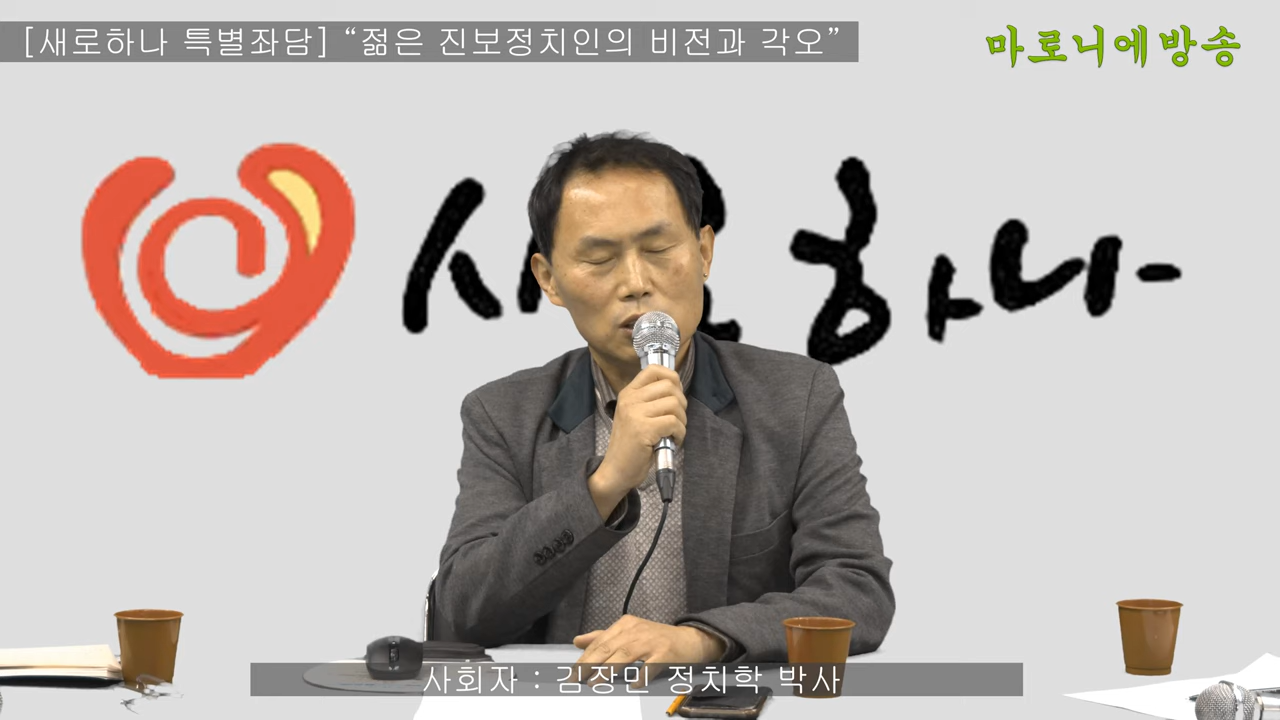 [새로하나 특별좌담] “젊은 진보정치인의 비전과 각오”
마로니에방송
하나
사회자 : 김장민 정치학 박사